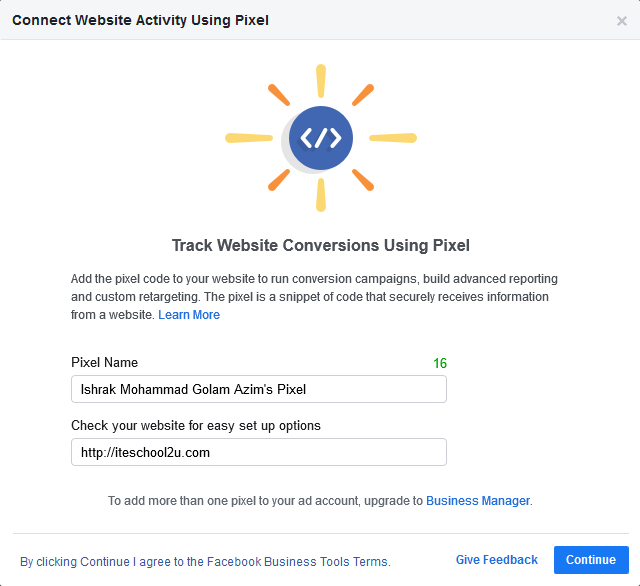 Connect Website Activity Using Pixel
×
</>
Track Website Conversions Using Pixel
Add the pixel code to your website to run conversion campaigns, build advanced reporting
and custom retargeting. The pixel is a snippet of code that securely receives information
from a website. Learn More
Pixel Name 16
Ishrak Mohammad Golam Azim's Pixel
Check your website for easy set up options
http://iteschool2u.com
To add more than one pixel to your ad account, upgrade to Business Manager.
By clicking Continue I agree to the Facebook Business Tools Terms.
Give Feedback
Continue